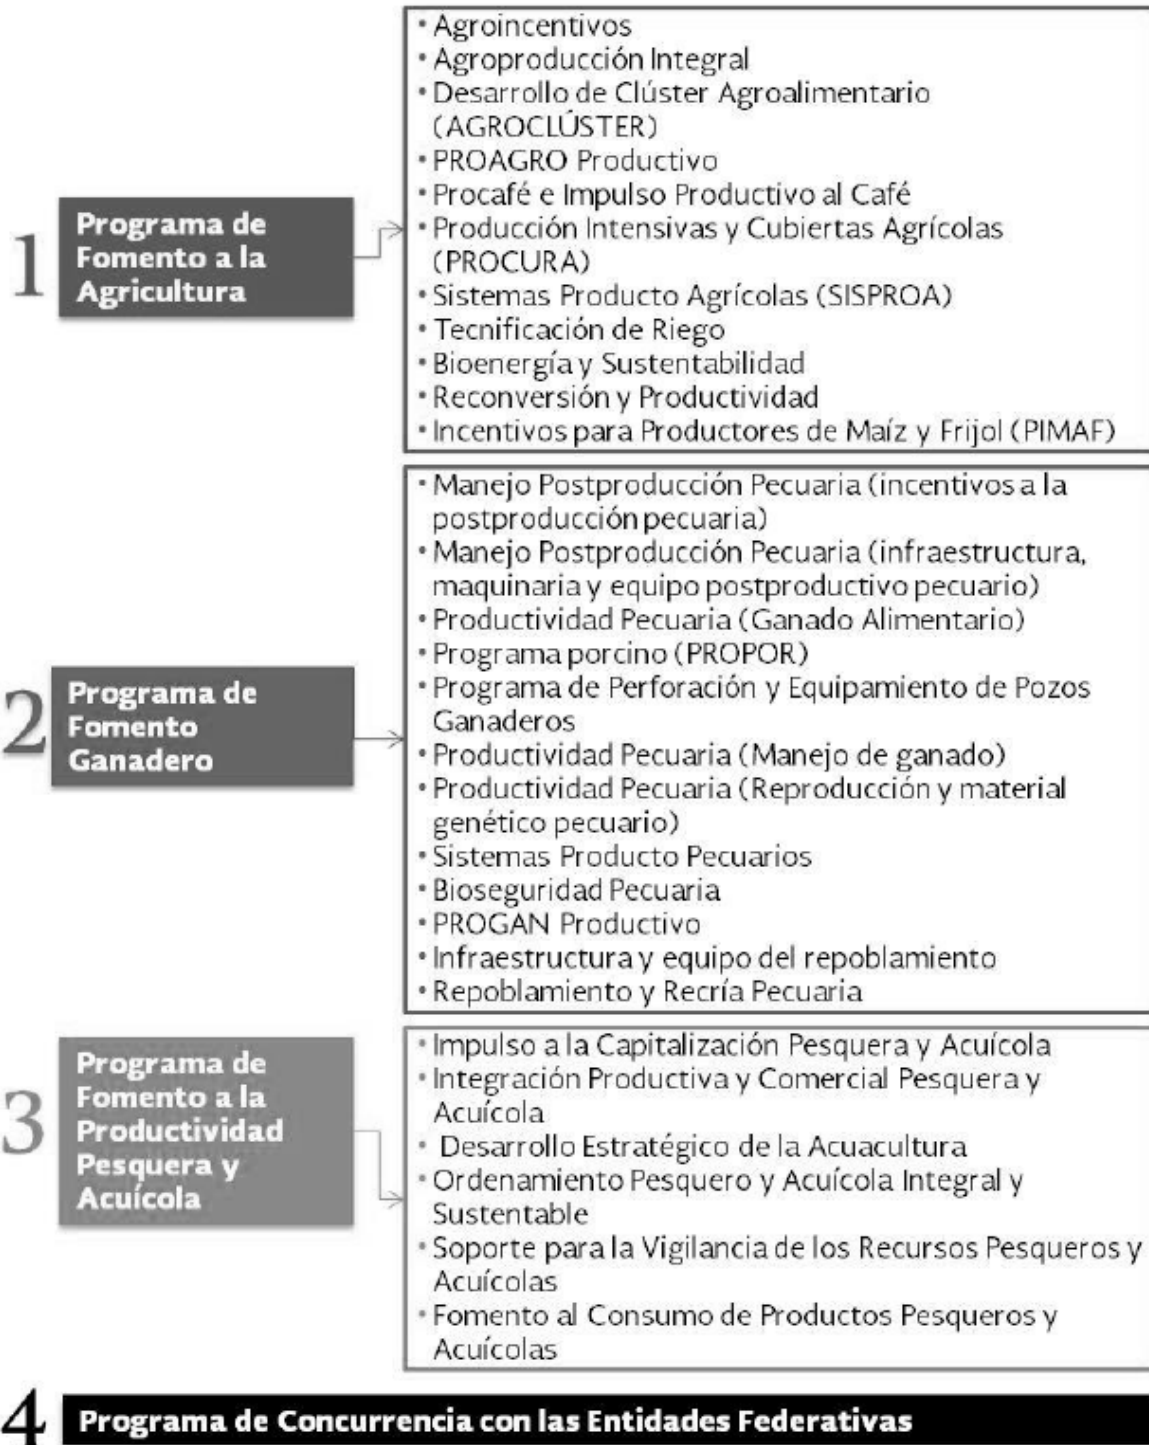 1
Programa de
Fomento a la
Agricultura
• Agroincentivos
• Agroproducción Integral
• Desarrollo de Clúster Agroalimentario
(AGROCLÚSTER)
• PROAGRO Productivo
• Procafé e Impulso Productivo al Café
• Producción Intensivas y Cubiertas Agrícolas
(PROCURA)
• Sistemas Producto Agrícolas (SISPROA)
• Tecnificación de Riego
• Bioenergía y Sustentabilidad
• Reconversión y Productividad
• Incentivos para Productores de Maíz y Frijol (PIMAF)
2
Programa de
Fomento
Ganadero
• Manejo Postproducción Pecuaria (incentivos a la
postproducción pecuaria)
• Manejo Postproducción Pecuaria (infraestructura,
maquinaria y equipo postproductivo pecuario)
• Productividad Pecuaria (Ganado Alimentario)
• Programa porcino (PROPOR)
• Programa de Perforación y Equipamiento de Pozos
Ganaderos
• Productividad Pecuaria (Manejo de ganado)
• Productividad Pecuaria (Reproducción y material
genético pecuario)
• Sistemas Producto Pecuarios
• Bioseguridad Pecuaria
• PROGAN Productivo
• Infraestructura y equipo del repoblamiento
• Repoblamiento y Recría Pecuaria
3
Programa de
Fomento a la
Productividad
Pesquera y
Acuícola
• Impulso a la Capitalización Pesquera y Acuícola
• Integración Productiva y Comercial Pesquera y
Acuícola
• Desarrollo Estratégico de la Acuacultura
• Ordenamiento Pesquero y Acuícola Integral y
Sustentable
• Soporte para la Vigilancia de los Recursos Pesqueros y
Acuícolas
• Fomento al Consumo de Productos Pesqueros y
Acuícolas
4 Programa de Concurrencia con las Entidades Federativas